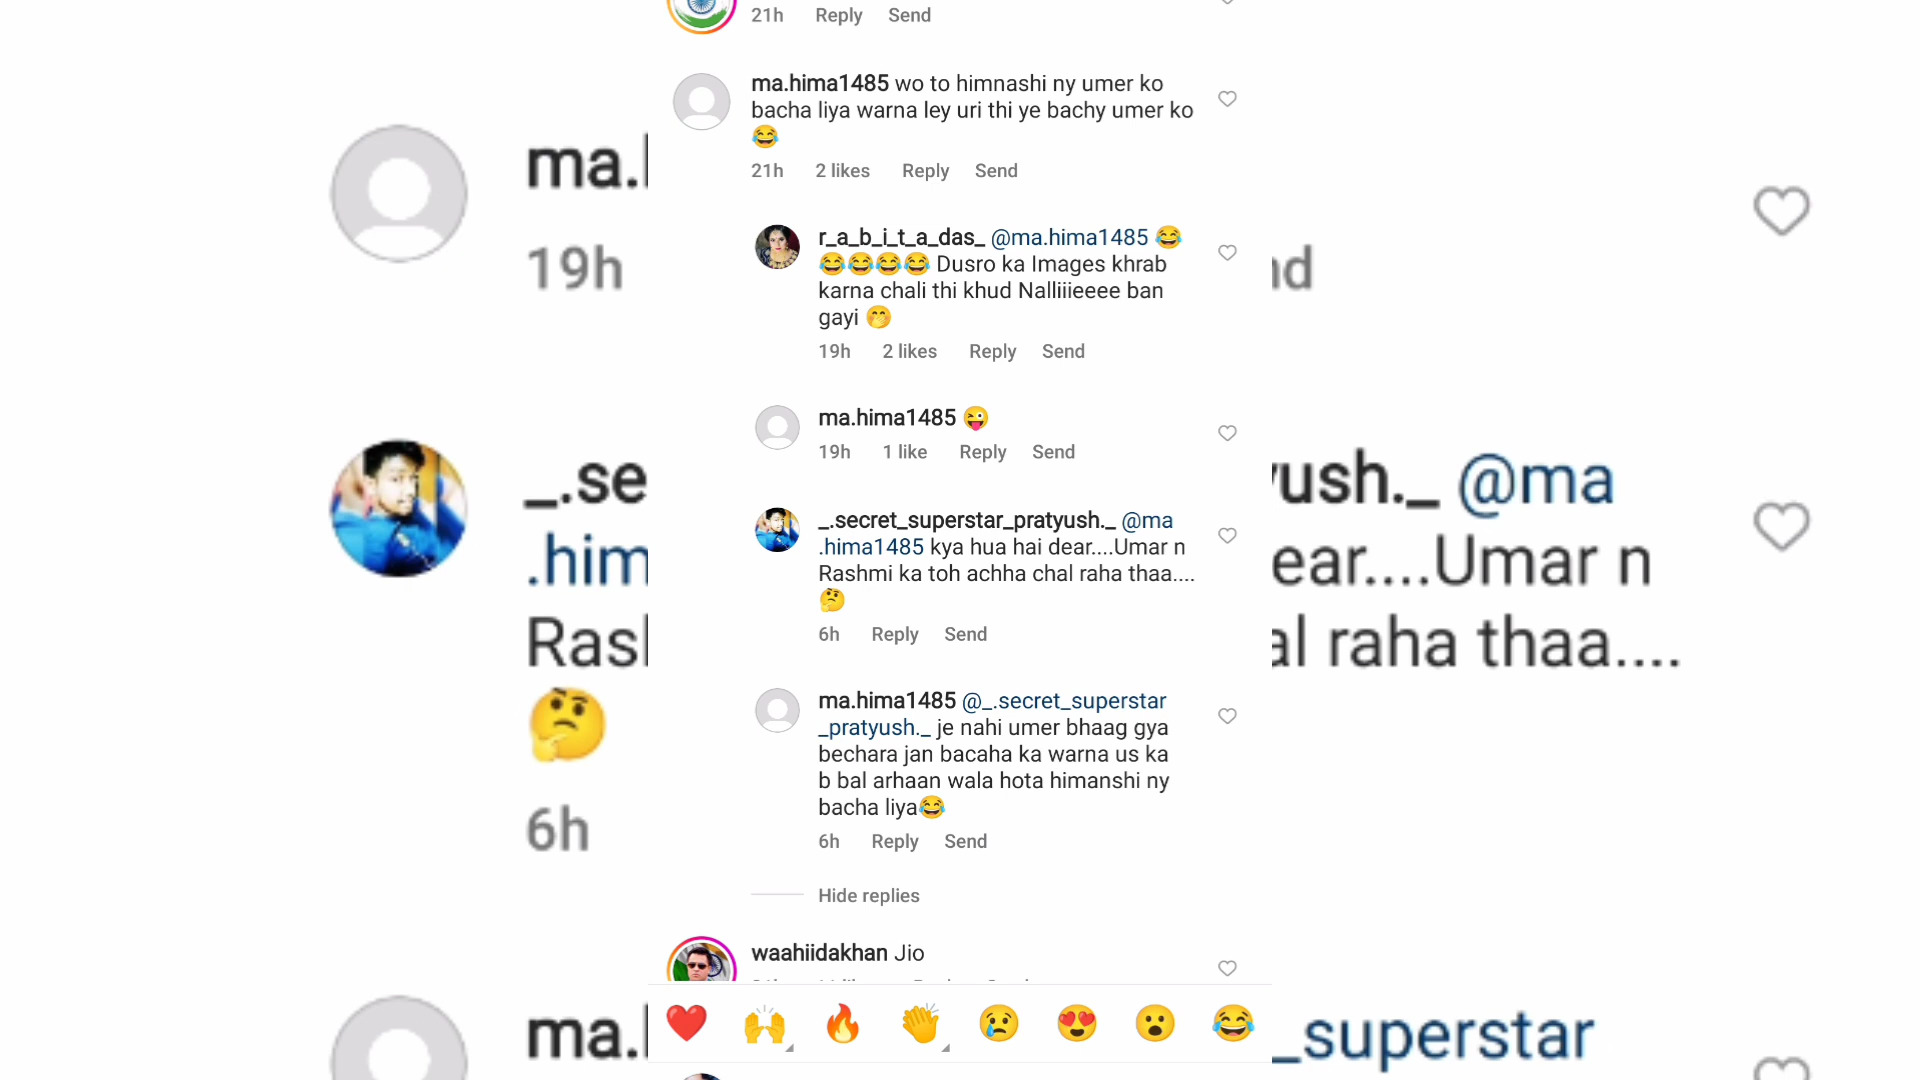 21h Reply Send
ma.hima1485 wo to himnashi ny umer ko
bacha liya warna ley uri thi ye bachy umer ko
😂
21h 2 likes Reply Send
r_a_b_i_t_a_das_ @ma.hima1485 😂
😂😂😂😂 Dusro ka Images khrab
karna chali thi khud Nalliiieeee ban
gayi 🤭
19h 2 likes Reply Send
ma.hima1485 😜
19h 1 like Reply Send
_.secret_superstar_pratyush._ @ma
.hima1485 kya hua hai dear....Umar n
Rashmi ka toh achha chal raha thaa....
🤔
6h Reply Send
ma.hima1485 @_.secret_superstar
_pratyush._ je nahi umer bhaag gya
bechara jan bacaha ka warna us ka
b bal arhaan wala hota himanshi ny
bacha liya😂
6h Reply Send
Hide replies
waahiidakhan Jio
❤️ 🙌 🔥 👏 😢 😍 😮 😂
ma.
19h
nd
_.se
yush._ @ma
.him
ear....Umar n
Ras
al raha thaa....
🤔
6h
ma.
_superstar